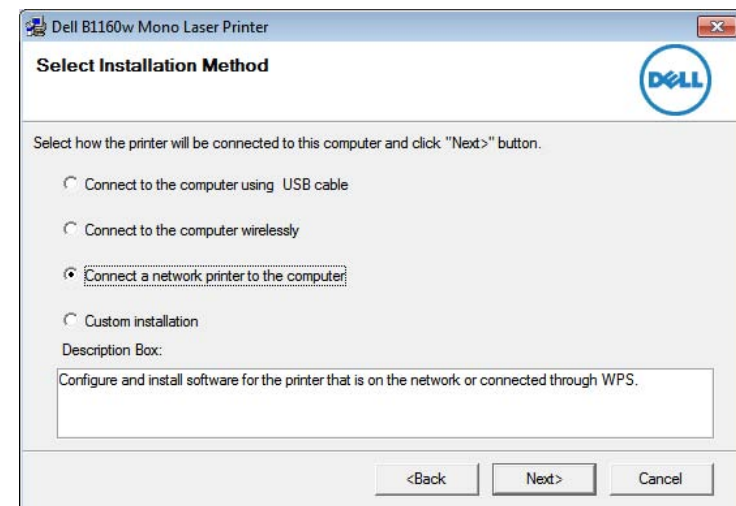 Dell B1160w Mono Laser Printer
Select Installation Method
DELL
Select how the printer will be connected to this computer and click "Next>" button.
Connect to the computer using  USB cable
Connect to the computer wirelessly
Connect a network printer to the computer
Custom installation
Description Box:
Configure and install software for the printer that is on the network or connected through WPS.
<Back
Next>
Cancel